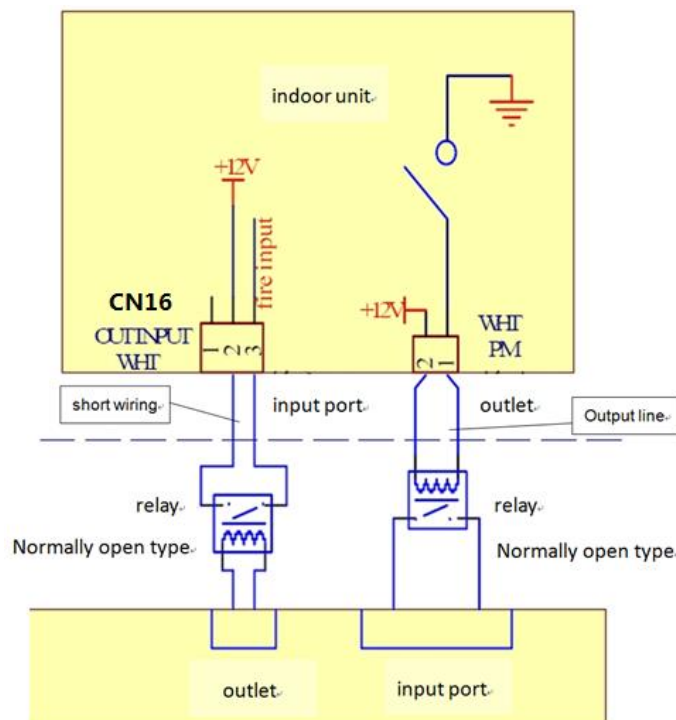 indoor unit
+12V
fire input
CN16
OUTINPUT
WHT
1
2
3
+12V
WHT
PM
2
1
short wiring
input port
outlet
Output line
relay
Normally open type
relay
Normally open type
outlet
input port